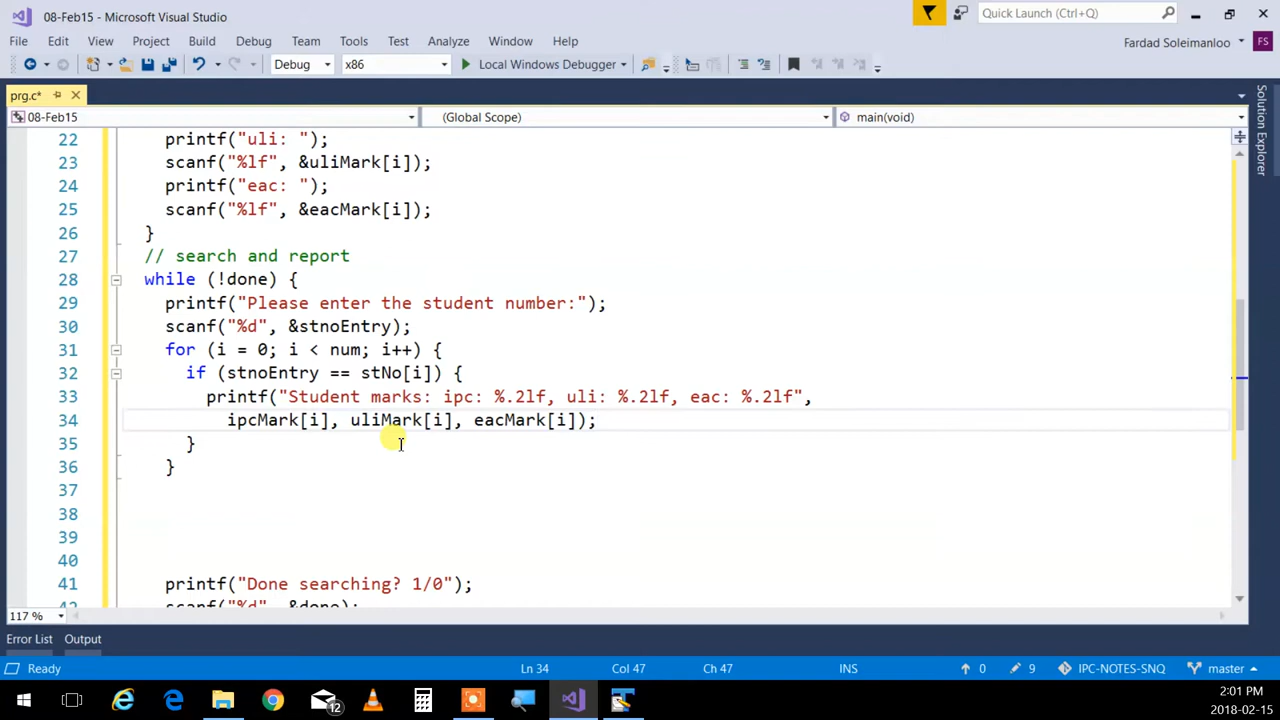 08-Feb15 - Microsoft Visual Studio
Quick Launch (Ctrl+Q)
File Edit View Project Build Debug Team Tools Test Analyze Window Help
Fardad Soleimanloo FS
Debug x86 Local Windows Debugger
prg.c*
08-Feb15 (Global Scope) main(void)
Solution Explorer
22 printf("uli: ");
23 scanf("%lf", &uliMark[i]);
24 printf("eac: ");
25 scanf("%lf", &eacMark[i]);
26 }
27 // search and report
28 while (!done) {
29 printf("Please enter the student number:");
30 scanf("%d", &stnoEntry);
31 for (i = 0; i < num; i++) {
32 if (stnoEntry == stNo[i]) {
33 printf("Student marks: ipc: %.2lf, uli: %.2lf, eac: %.2lf",
34 ipcMark[i], uliMark[i], eacMark[i]);
35 }
36 }
37
38
39
40
41 printf("Done searching? 1/0");
42 scanf("%d", &done);
117 %
Error List Output
Ready Ln 34 Col 47 Ch 47 INS 0 9 IPC-NOTES-SNQ master
12
2:01 PM
2018-02-15